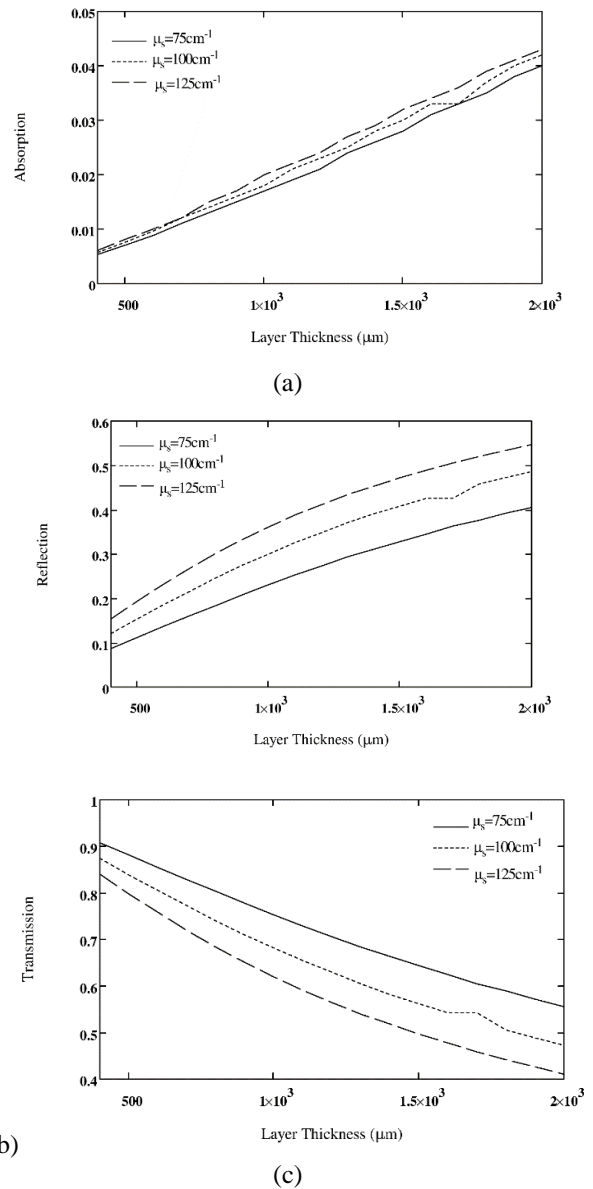 0.05
μs=75cm-1
μs=100cm-1
μs=125cm-1
0.04
0.03
0.02
0.01
0
Absorption
500
1×10³
1.5×10³
2×10³
Layer Thickness (μm)
(a)
0.6
μs=75cm-1
μs=100cm-1
μs=125cm-1
0.5
0.4
0.3
0.2
0.1
0
Reflection
500
1×10³
1.5×10³
2×10³
Layer Thickness (μm)
1
μs=75cm-1
μs=100cm-1
μs=125cm-1
0.9
0.8
0.7
0.6
0.5
0.4
Transmission
500
1×10³
1.5×10³
2×10³
b)
Layer Thickness (μm)
(c)